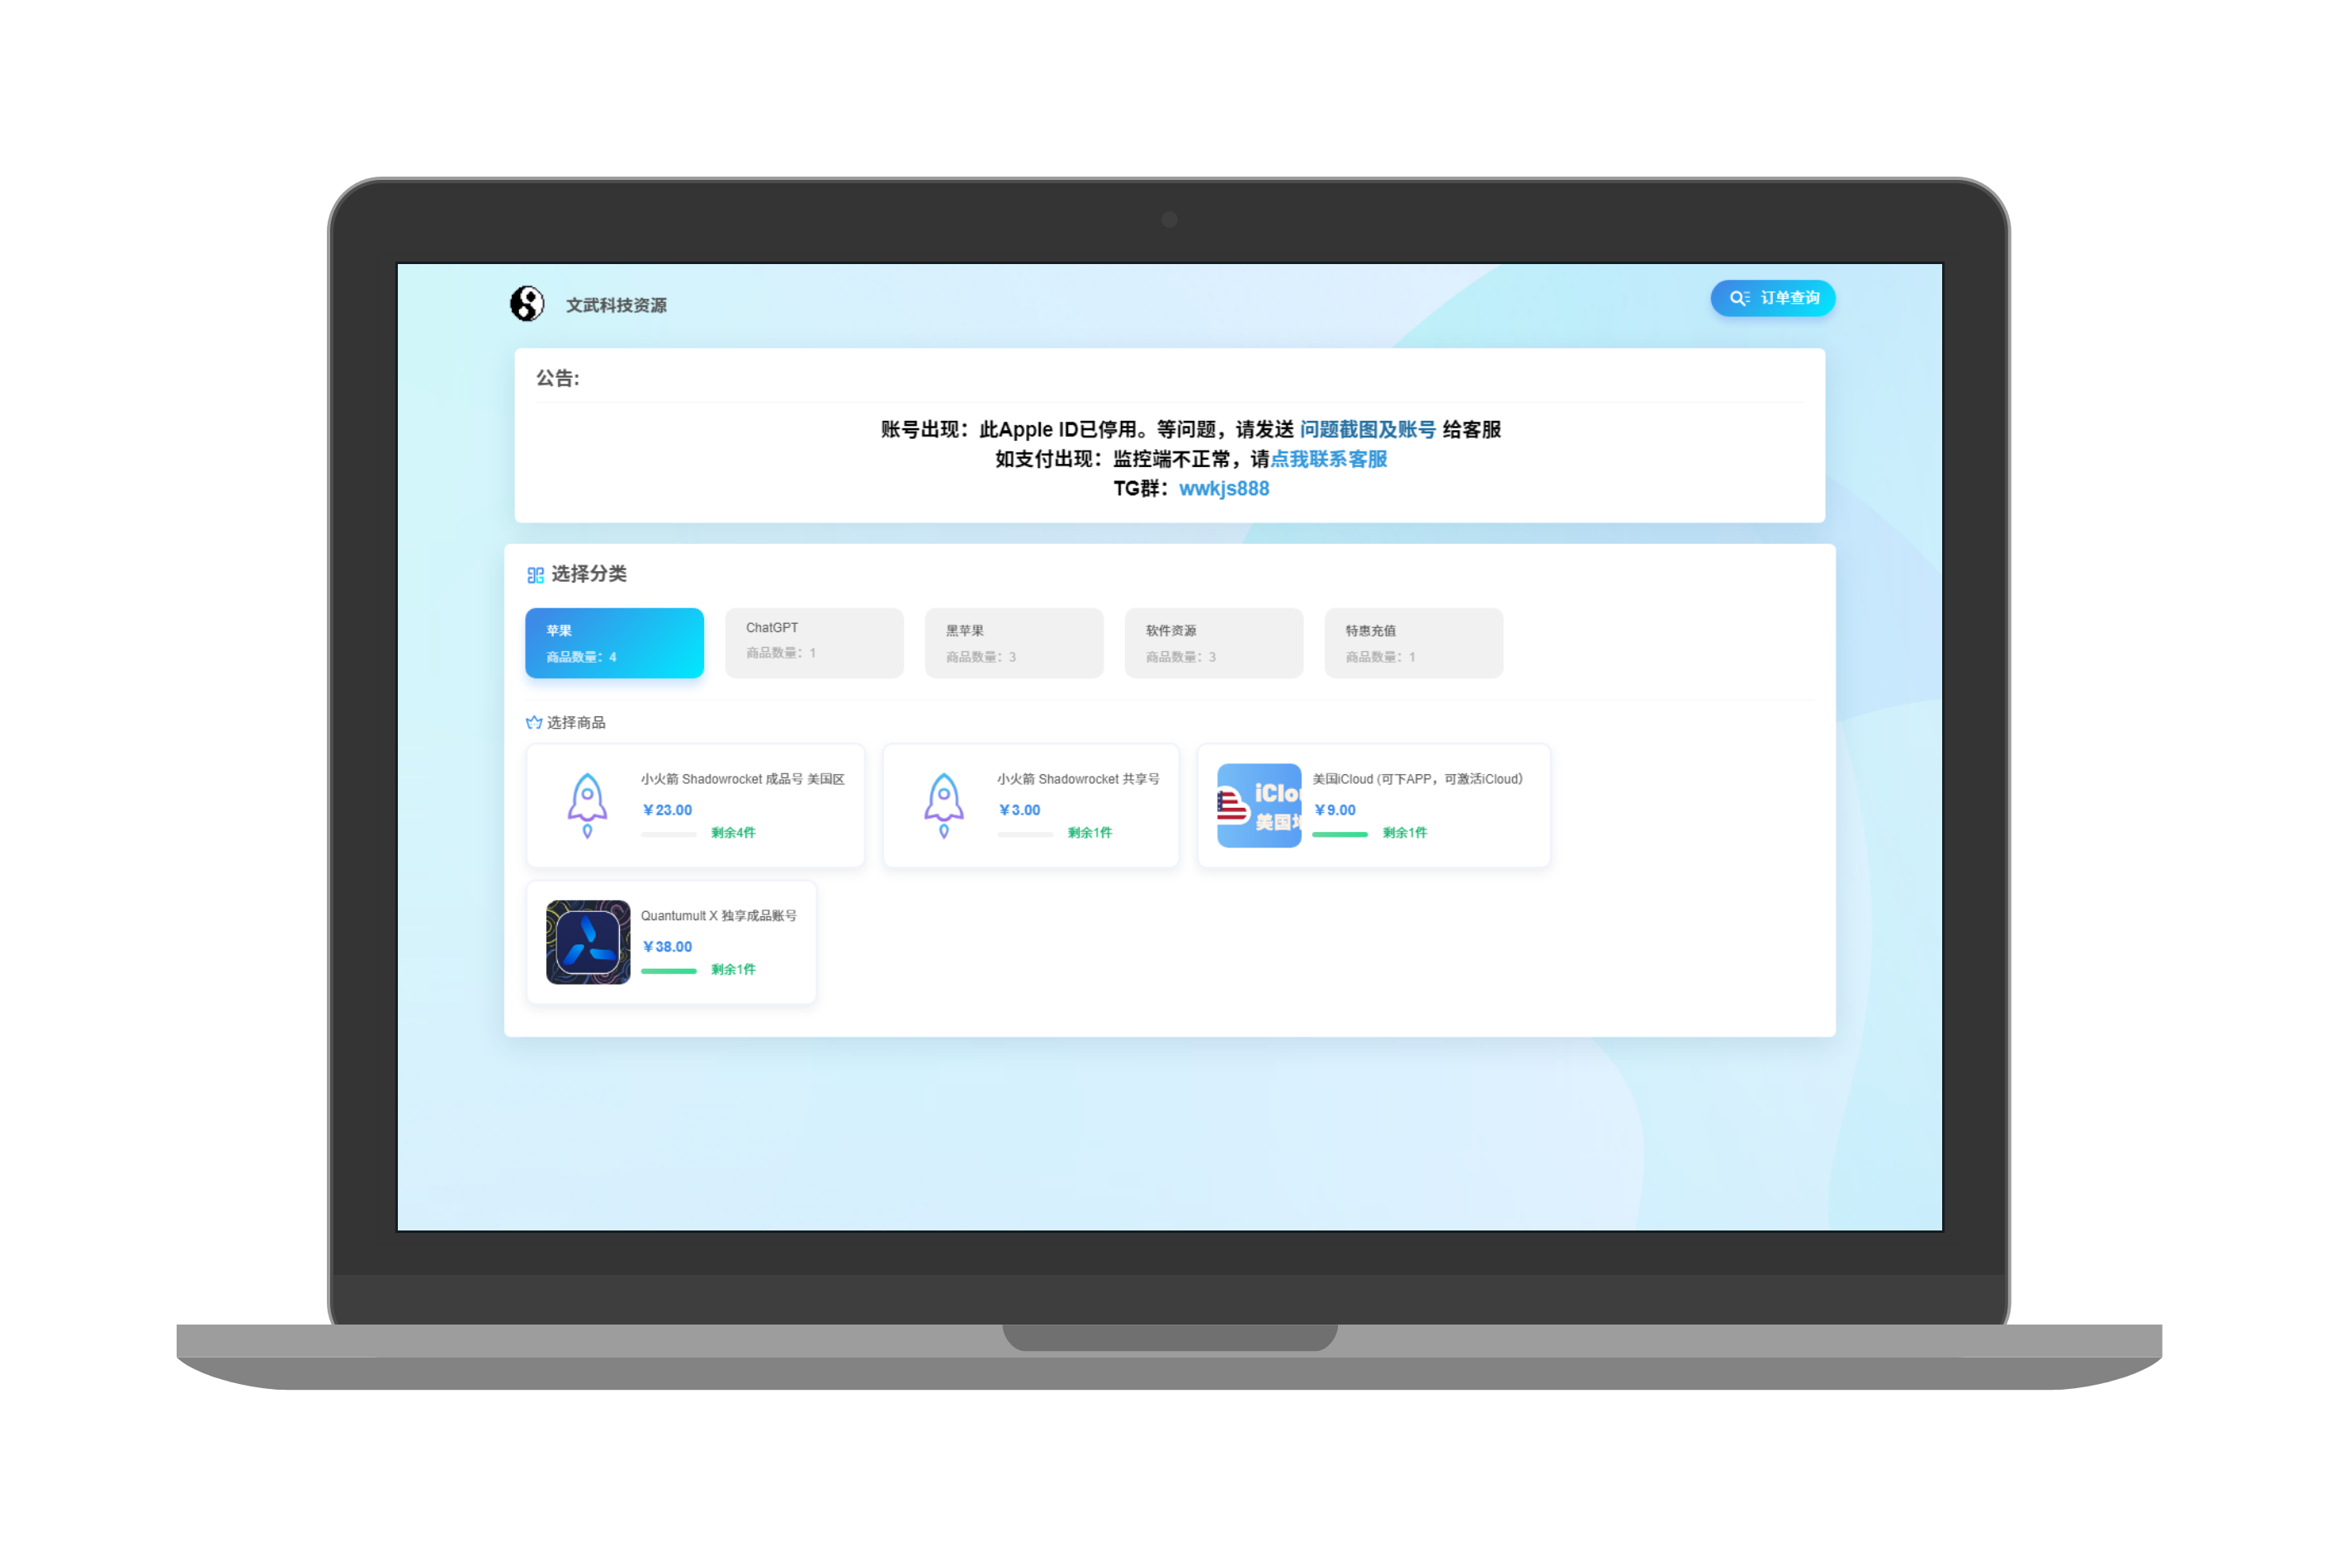 文武科技资源
订单查询
公告:
账号出现：此Apple ID已停用。等问题，请发送 问题截图及账号 给客服
如支付出现：监控端不正常，请点我联系客服
TG群：wwkjs888
选择分类
苹果
商品数量：4
ChatGPT
商品数量：1
黑苹果
商品数量：3
软件资源
商品数量：3
特惠充值
商品数量：1
选择商品
小火箭 Shadowrocket 成品号 美国区
￥23.00
剩余4件
小火箭 Shadowrocket 共享号
￥3.00
剩余1件
iClo
美国
美国iCloud (可下APP，可激活iCloud)
￥9.00
剩余1件
Quantumult X 独享成品账号
￥38.00
剩余1件